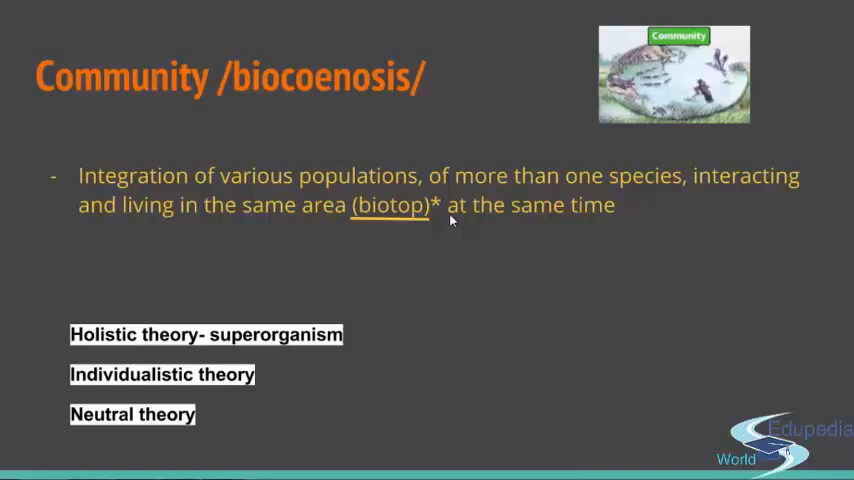 Community
Community /biocoenosis/
- Integration of various populations, of more than one species, interacting
and living in the same area (biotop)* at the same time
Holistic theory- superorganism
Individualistic theory
Neutral theory
Edupedia
World